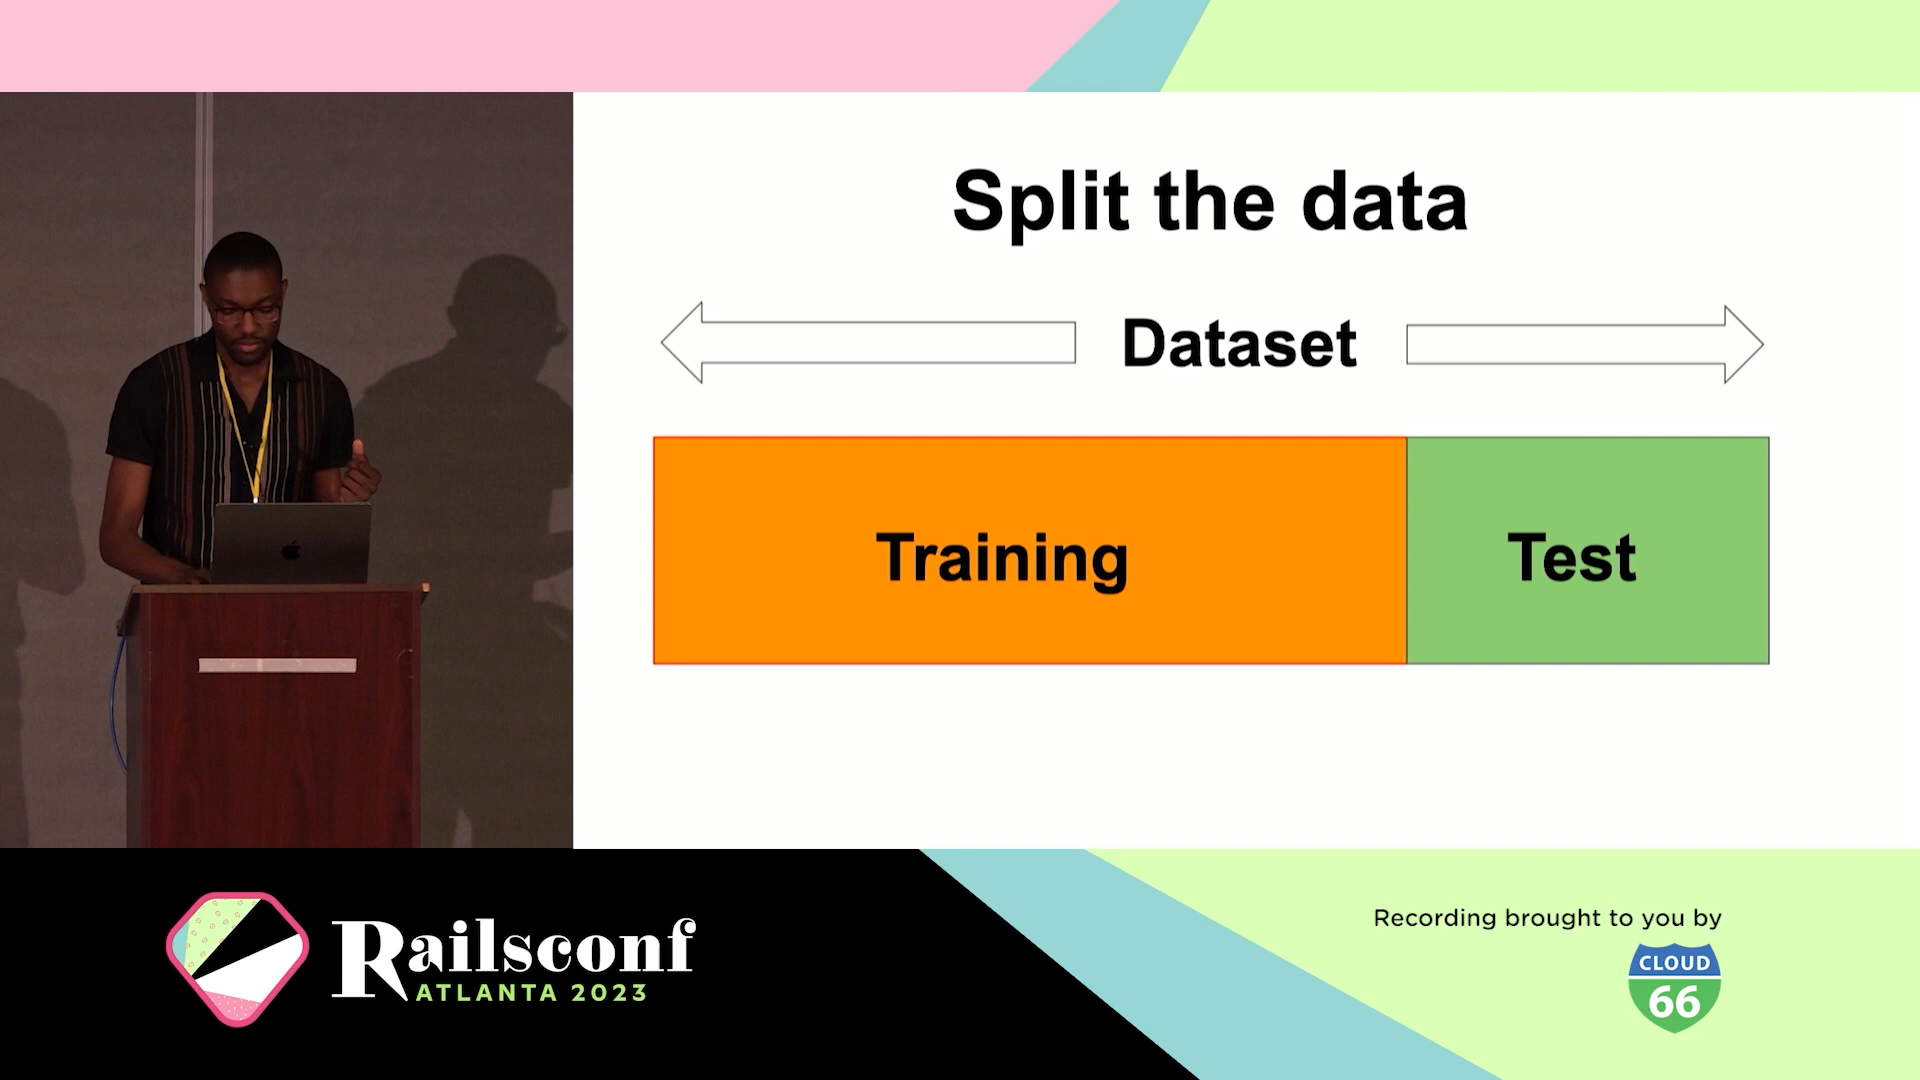 Split the data
Dataset
Training
Test
Railsconf
ATLANTA 2023
Recording brought to you by
CLOUD
66